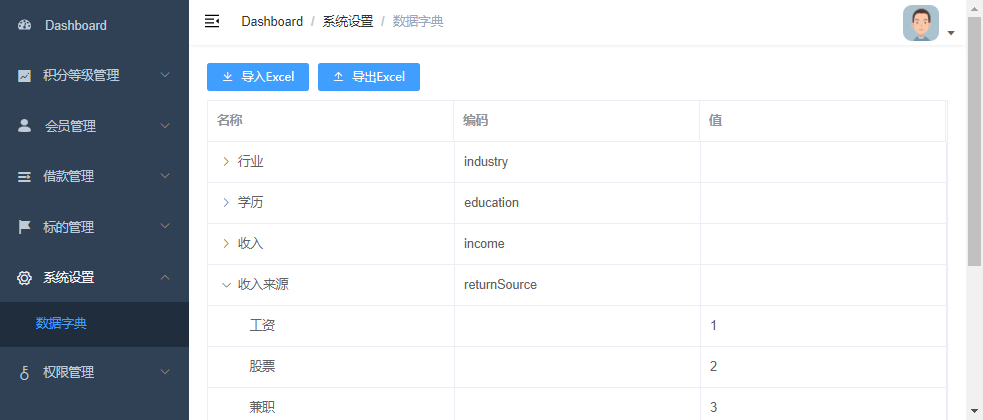 Dashboard
积分等级管理
会员管理
借款管理
标的管理
系统设置
数据字典
权限管理
Dashboard / 系统设置 / 数据字典
导入Excel 导出Excel
名称 编码 值
行业 industry
学历 education
收入 income
收入来源 returnSource
工资 1
股票 2
兼职 3